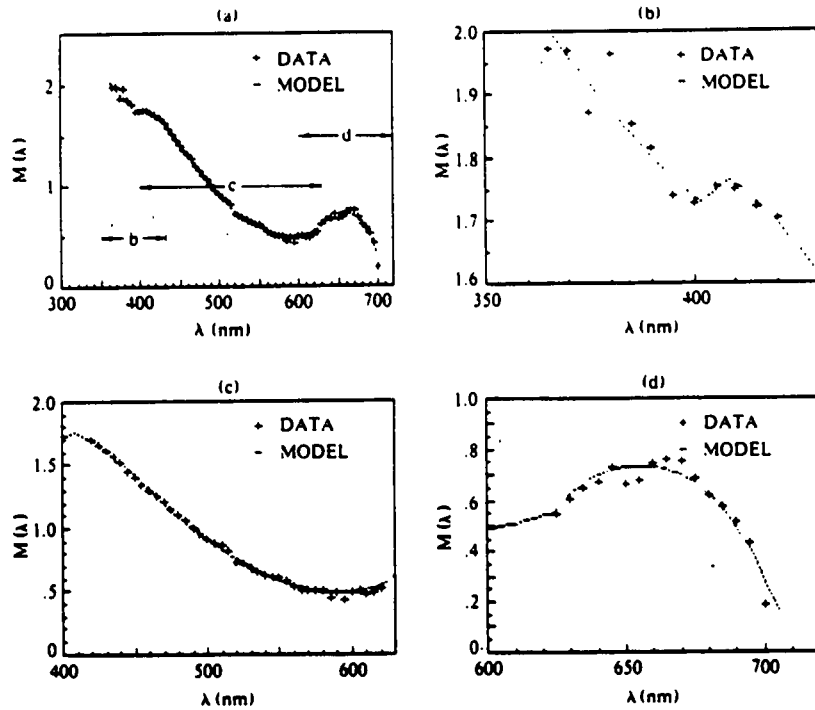 (a)
+ DATA
- MODEL
d
c
b
M(λ)
2
1
0
300 400 500 600 700
λ (nm)
(b)
+ DATA
··· MODEL
M(λ)
2.0
1.9
1.8
1.7
1.6
350 400
λ (nm)
(c)
+ DATA
- MODEL
M(λ)
2.0
1.5
1.0
.5
0
400 500 600
λ (nm)
(d)
+ DATA
- MODEL
M(λ)
1.0
.8
.6
.4
.2
0
600 650 700
λ (nm)